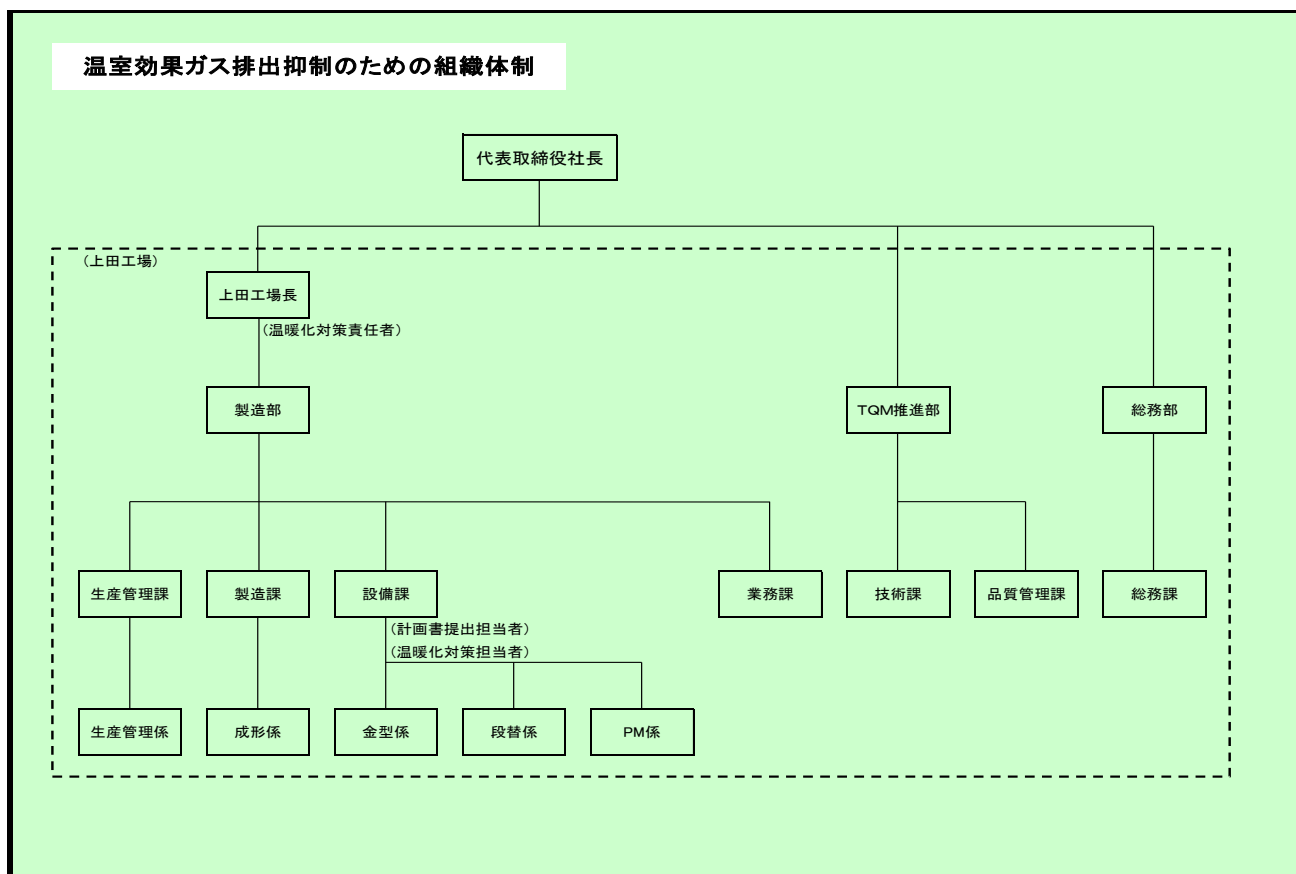 温室効果ガス排出抑制のための組織体制
代表取締役社長
(上田工場)
上田工場長
(温暖化対策責任者)
製造部
TQM推進部
総務部
生産管理課
製造課
設備課
業務課
技術課
品質管理課
総務課
(計画書提出担当者)
(温暖化対策担当者)
生産管理係
成形係
金型係
段替係
PM係